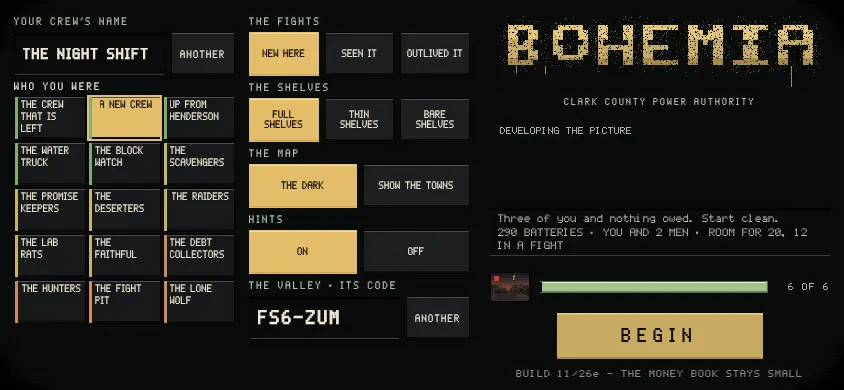 YOUR CREW'S NAME
THE NIGHT SHIFT
ANOTHER
WHO YOU WERE
THE CREW
THAT IS
LEFT
A NEW CREW
UP FROM
HENDERSON
THE WATER
TRUCK
THE BLOCK
WATCH
THE
SCAVENGERS
THE PROMISE
KEEPERS
THE
DESERTERS
THE RAIDERS
THE LAB
RATS
THE
FAITHFUL
THE DEBT
COLLECTORS
THE HUNTERS
THE FIGHT
PIT
THE LONE
WOLF
THE FIGHTS
NEW HERE
SEEN IT
OUTLIVED IT
THE SHELVES
FULL
SHELVES
THIN
SHELVES
BARE
SHELVES
THE MAP
THE DARK
SHOW THE TOWNS
HINTS
ON
OFF
THE VALLEY · ITS CODE
FS6-ZUM
ANOTHER
BOHEMIA
CLARK COUNTY POWER AUTHORITY
DEVELOPING THE PICTURE
Three of you and nothing owed. Start clean.
290 BATTERIES · YOU AND 2 MEN · ROOM FOR 20, 12
IN A FIGHT
6 OF 6
BEGIN
BUILD 11/26e - THE MONEY BOOK STAYS SMALL